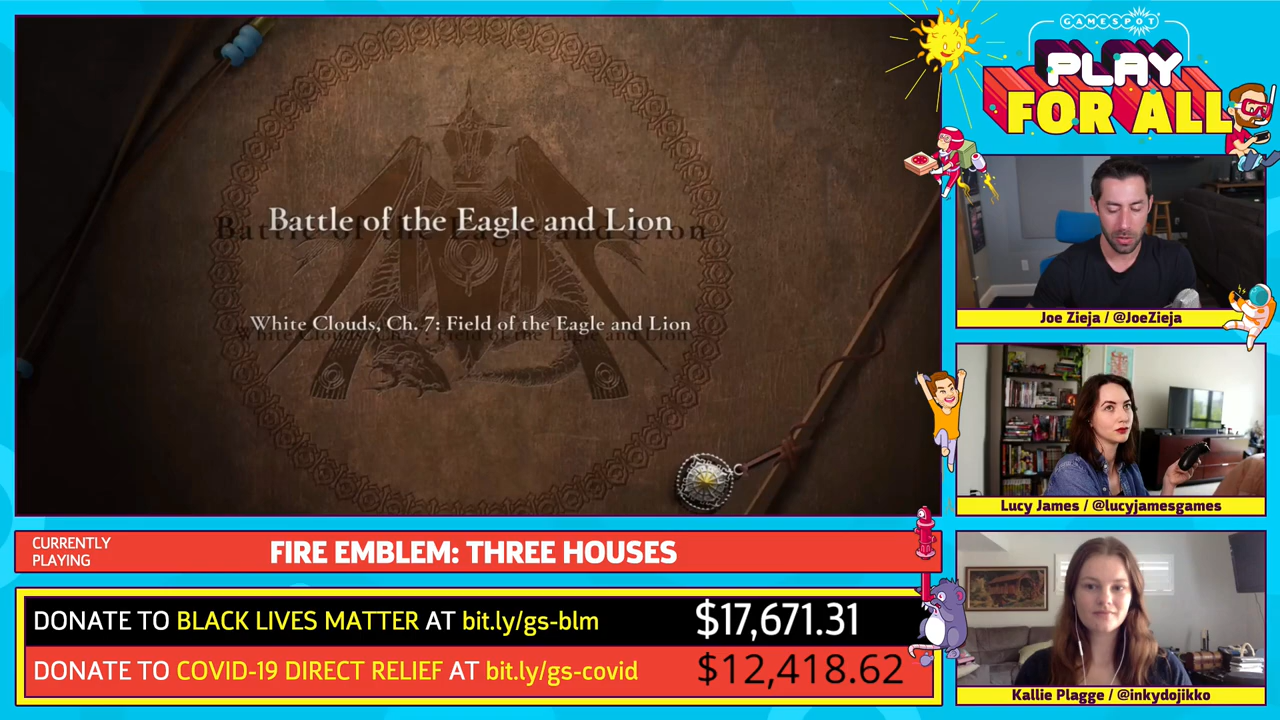 Battle of the Eagle and Lion
White Clouds, Ch. 7: Field of the Eagle and Lion
GAMESPOT
PLAY
FOR ALL
Joe Zieja / @JoeZieja
Lucy James / @lucyjamesgames
Kallie Plagge / @inkydojikko
CURRENTLY
PLAYING
FIRE EMBLEM: THREE HOUSES
DONATE TO BLACK LIVES MATTER AT bit.ly/gs-blm $17,671.31
DONATE TO COVID-19 DIRECT RELIEF AT bit.ly/gs-covid $12,418.62